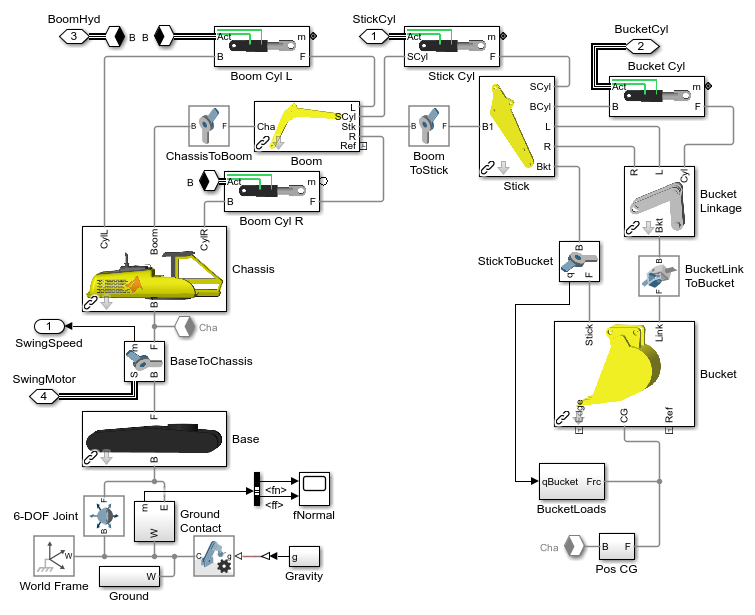 BoomHyd
3
B
B
Act
m
B
F
Boom Cyl L
StickCyl
1
Act
m
SCyl
F
Stick Cyl
BucketCyl
2
Bucket Cyl
Act
m
B
F
B
F
ChassisToBoom
Cha
L
SCyl
Stk
R
Ref
Boom
B
F
Boom
ToStick
B1
SCyl
BCyl
L
R
Bkt
Stick
B
Act
m
B
F
Boom Cyl R
R
L
Cyl
Bkt
Bucket
Linkage
CylL
Boom
CylR
B
Chassis
StickToBucket
B
q
F
B
F
BucketLink
ToBucket
1
SwingSpeed
Cha
m
F
S
B
BaseToChassis
SwingMotor
4
Stick
Link
CG
Ref
Bucket
F
B
Base
6-DOF Joint
F
B
m
E
W
Ground
Contact
<fn>
<ff>
fNormal
qBucket
Frc
BucketLoads
W
World Frame
W
Ground
C
g
g
Gravity
Cha
B
F
Pos CG